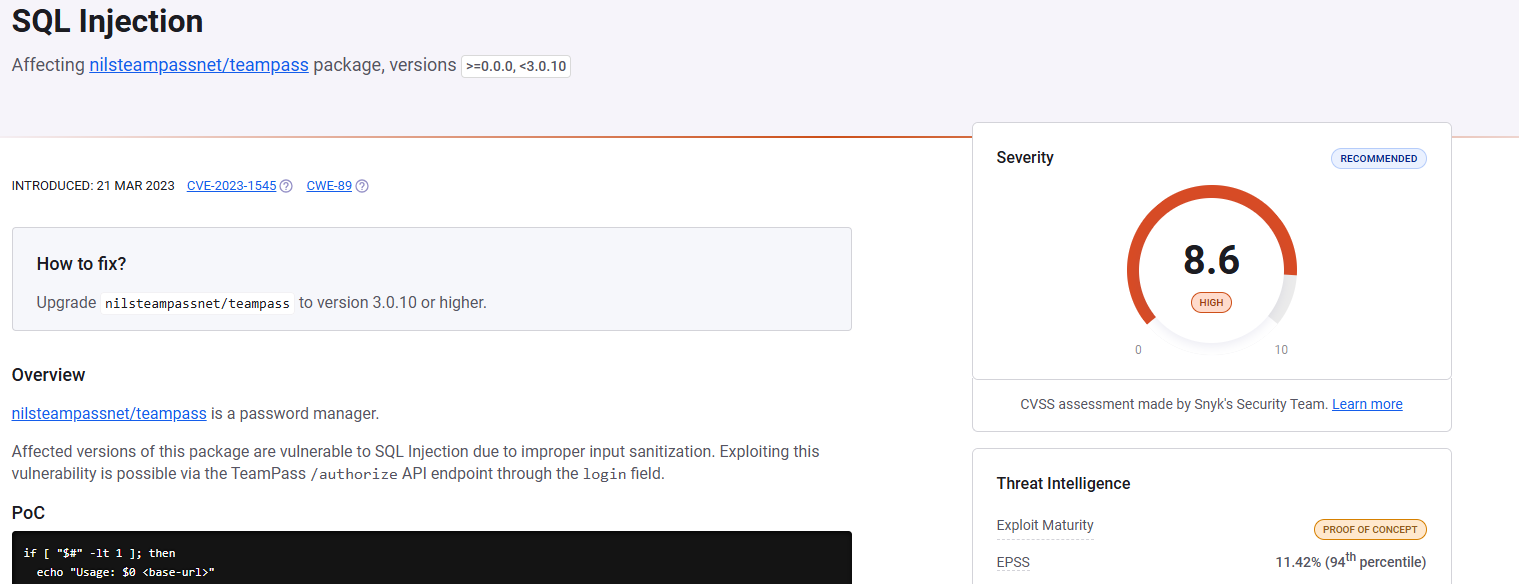 SQL Injection
Affecting nilsteampassnet/teampass package, versions >=0.0.0, <3.0.10
INTRODUCED: 21 MAR 2023 CVE-2023-1545 ? CWE-89 ?
How to fix?
Upgrade nilsteampassnet/teampass to version 3.0.10 or higher.
Overview
nilsteampassnet/teampass is a password manager.
Affected versions of this package are vulnerable to SQL Injection due to improper input sanitization. Exploiting this
vulnerability is possible via the TeamPass /authorize API endpoint through the login field.
PoC
if [ "$#" -lt 1 ]; then
  echo "Usage: $0 <base-url>"
Severity
RECOMMENDED
8.6
HIGH
0 10
CVSS assessment made by Snyk's Security Team. Learn more
Threat Intelligence
Exploit Maturity PROOF OF CONCEPT
EPSS 11.42% (94th percentile)